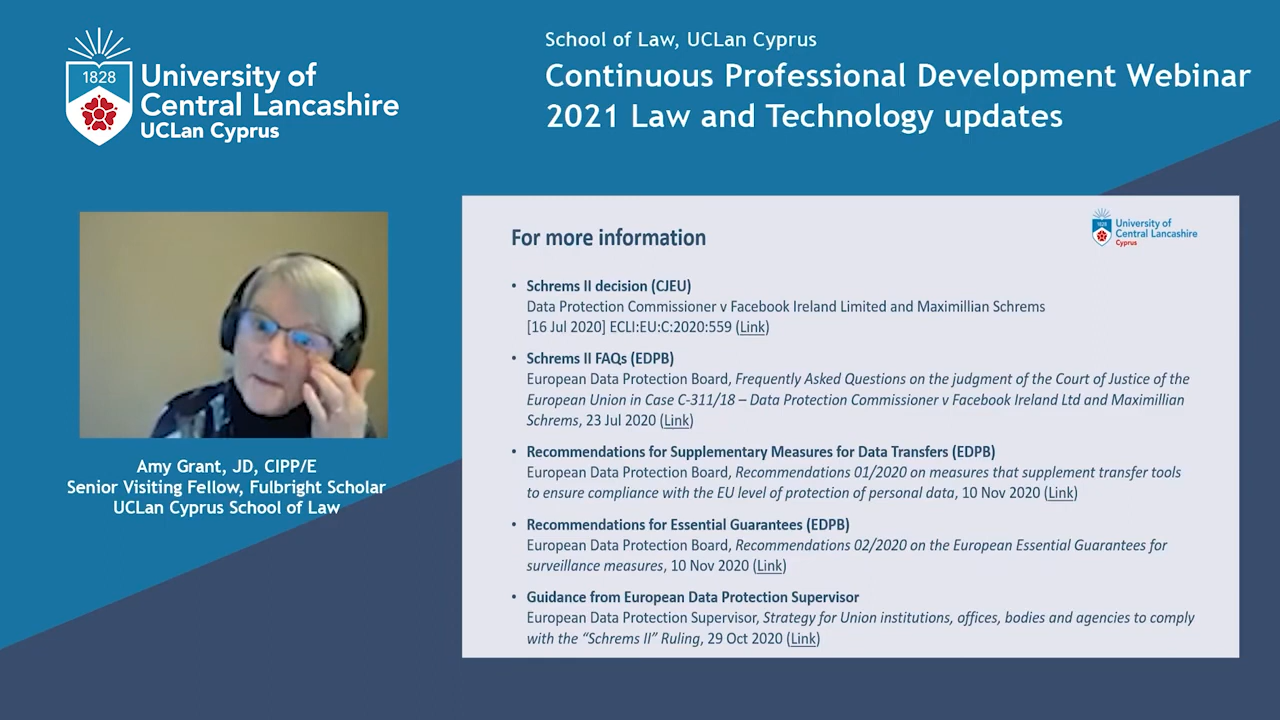 1828
University of
Central Lancashire
UCLan Cyprus
School of Law, UCLan Cyprus
Continuous Professional Development Webinar
2021 Law and Technology updates
Amy Grant, JD, CIPP/E
Senior Visiting Fellow, Fulbright Scholar
UCLan Cyprus School of Law
1828
University of
Central Lancashire
Cyprus
For more information
• Schrems II decision (CJEU)
Data Protection Commissioner v Facebook Ireland Limited and Maximillian Schrems
[16 Jul 2020] ECLI:EU:C:2020:559 (Link)
• Schrems II FAQs (EDPB)
European Data Protection Board, Frequently Asked Questions on the judgment of the Court of Justice of the
European Union in Case C-311/18 – Data Protection Commissioner v Facebook Ireland Ltd and Maximillian
Schrems, 23 Jul 2020 (Link)
• Recommendations for Supplementary Measures for Data Transfers (EDPB)
European Data Protection Board, Recommendations 01/2020 on measures that supplement transfer tools
to ensure compliance with the EU level of protection of personal data, 10 Nov 2020 (Link)
• Recommendations for Essential Guarantees (EDPB)
European Data Protection Board, Recommendations 02/2020 on the European Essential Guarantees for
surveillance measures, 10 Nov 2020 (Link)
• Guidance from European Data Protection Supervisor
European Data Protection Supervisor, Strategy for Union institutions, offices, bodies and agencies to comply
with the “Schrems II” Ruling, 29 Oct 2020 (Link)